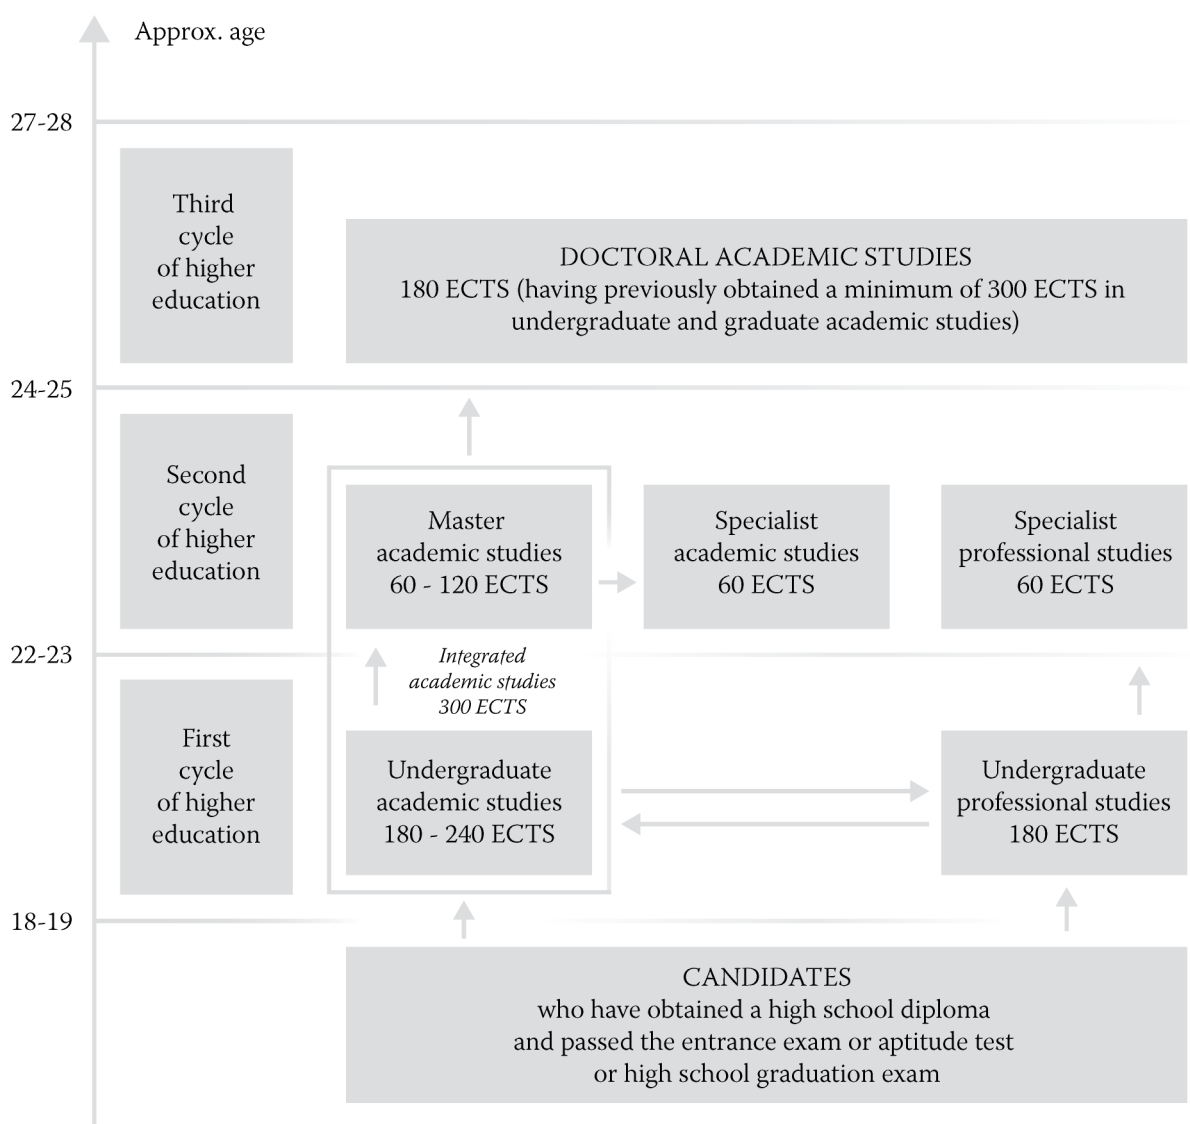 Approx. age
27-28
Third
cycle
of higher
education
DOCTORAL ACADEMIC STUDIES
180 ECTS (having previously obtained a minimum of 300 ECTS in
undergraduate and graduate academic studies)
24-25
Second
cycle
of higher
education
Master
academic studies
60 - 120 ECTS
Specialist
academic studies
60 ECTS
Specialist
professional studies
60 ECTS
22-23
Integrated
academic studies
300 ECTS
First
cycle
of higher
education
Undergraduate
academic studies
180 - 240 ECTS
Undergraduate
professional studies
180 ECTS
18-19
CANDIDATES
who have obtained a high school diploma
and passed the entrance exam or aptitude test
or high school graduation exam